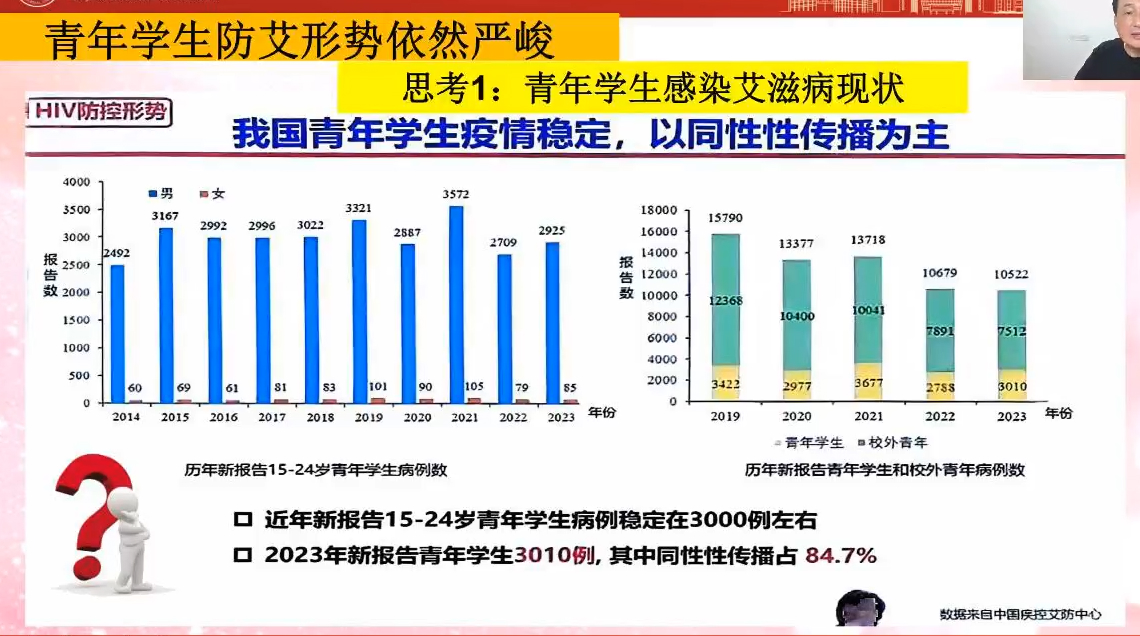 青年学生防艾形势依然严峻
思考1：青年学生感染艾滋病现状
HIV防控形势
我国青年学生疫情稳定，以同性性传播为主
4000
3500
3000
2500
2000
1500
1000
500
0
报告数
男 女
2492 3167 2992 2996 3022 3321 2887 3572 2709 2925
60 69 61 81 83 101 90 105 79 85
2014 2015 2016 2017 2018 2019 2020 2021 2022 2023 年份
历年新报告15-24岁青年学生病例数
18000
16000
14000
12000
10000
8000
6000
4000
2000
0
报告数
15790 13377 13718 10679 10522
12368 10400 10041 7891 7512
3422 2977 3677 2788 3010
2019 2020 2021 2022 2023 年份
青年学生 校外青年
历年新报告青年学生和校外青年病例数
近年新报告15-24岁青年学生病例稳定在3000例左右
2023年新报告青年学生3010例, 其中同性性传播占 84.7%
数据来自中国疾控艾防中心